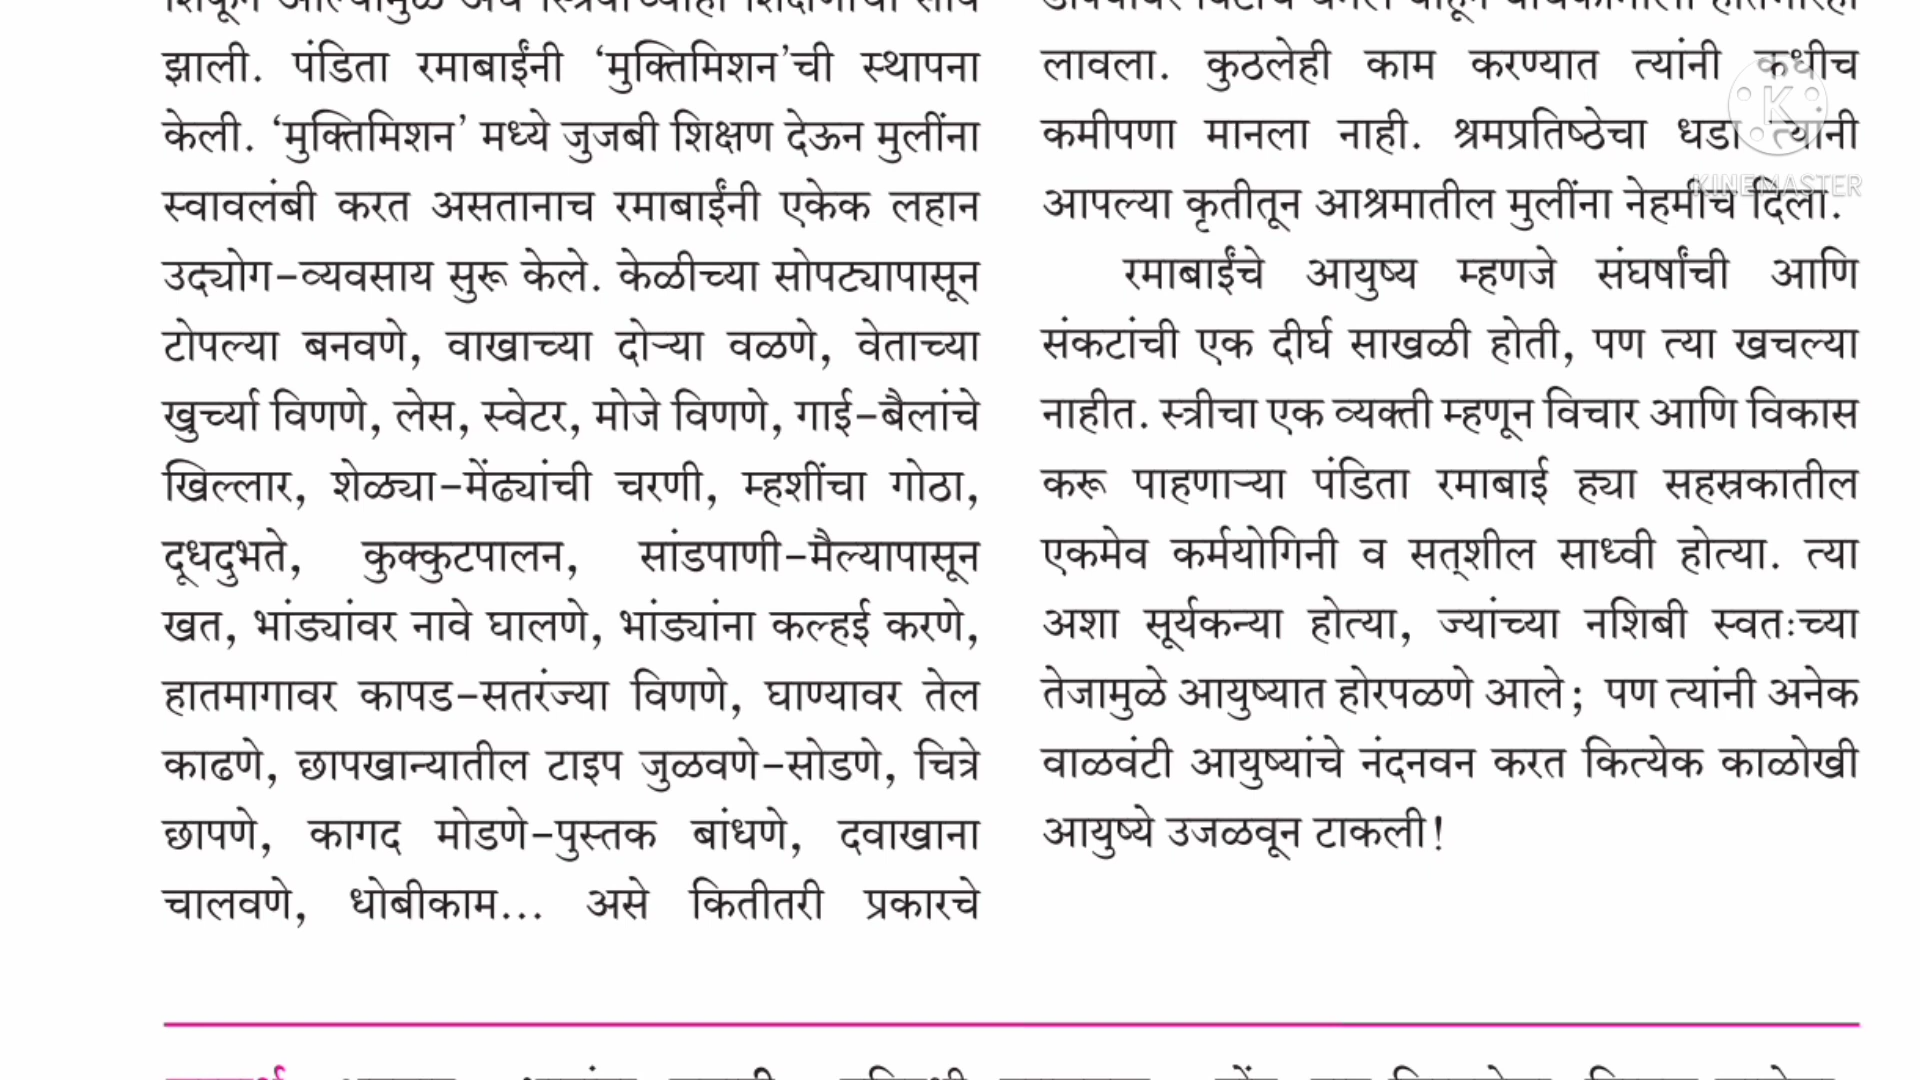 झाली. पंडिता रमाबाईंनी ‘मुक्तिमिशन’ची स्थापना
केली. ‘मुक्तिमिशन’ मध्ये जुजबी शिक्षण देऊन मुलींना
स्वावलंबी करत असतानाच रमाबाईंनी एकेक लहान
उद्योग-व्यवसाय सुरू केले. केळीच्या सोपट्यापासून
टोपल्या बनवणे, वाखाच्या दोऱ्या वळणे, वेताच्या
खुर्च्या विणणे, लेस, स्वेटर, मोजे विणणे, गाई-बैलांचे
खिल्लार, शेळ्या-मेंढ्यांची चरणी, म्हशींचा गोठा,
दूधदुभते, कुक्कुटपालन, सांडपाणी-मैल्यापासून
खत, भांड्यांवर नावे घालणे, भांड्यांना कल्हई करणे,
हातमागावर कापड-सतरंज्या विणणे, घाण्यावर तेल
काढणे, छापखान्यातील टाइप जुळवणे-सोडणे, चित्रे
छापणे, कागद मोडणे-पुस्तक बांधणे, दवाखाना
चालवणे, धोबीकाम... असे कितीतरी प्रकारचे
लावला. कुठलेही काम करण्यात त्यांनी कधीच
कमीपणा मानला नाही. श्रमप्रतिष्ठेचा धडा त्यांनी
आपल्या कृतीतून आश्रमातील मुलींना नेहमीच दिला.
रमाबाईंचे आयुष्य म्हणजे संघर्षांची आणि
संकटांची एक दीर्घ साखळी होती, पण त्या खचल्या
नाहीत. स्त्रीचा एक व्यक्ती म्हणून विचार आणि विकास
करू पाहणाऱ्या पंडिता रमाबाई ह्या सहस्रकातील
एकमेव कर्मयोगिनी व सत्‌शील साध्वी होत्या. त्या
अशा सूर्यकन्या होत्या, ज्यांच्या नशिबी स्वतःच्या
तेजामुळे आयुष्यात होरपळणे आले; पण त्यांनी अनेक
वाळवंटी आयुष्यांचे नंदनवन करत कित्येक काळोखी
आयुष्ये उजळवून टाकली!
KINEMASTER